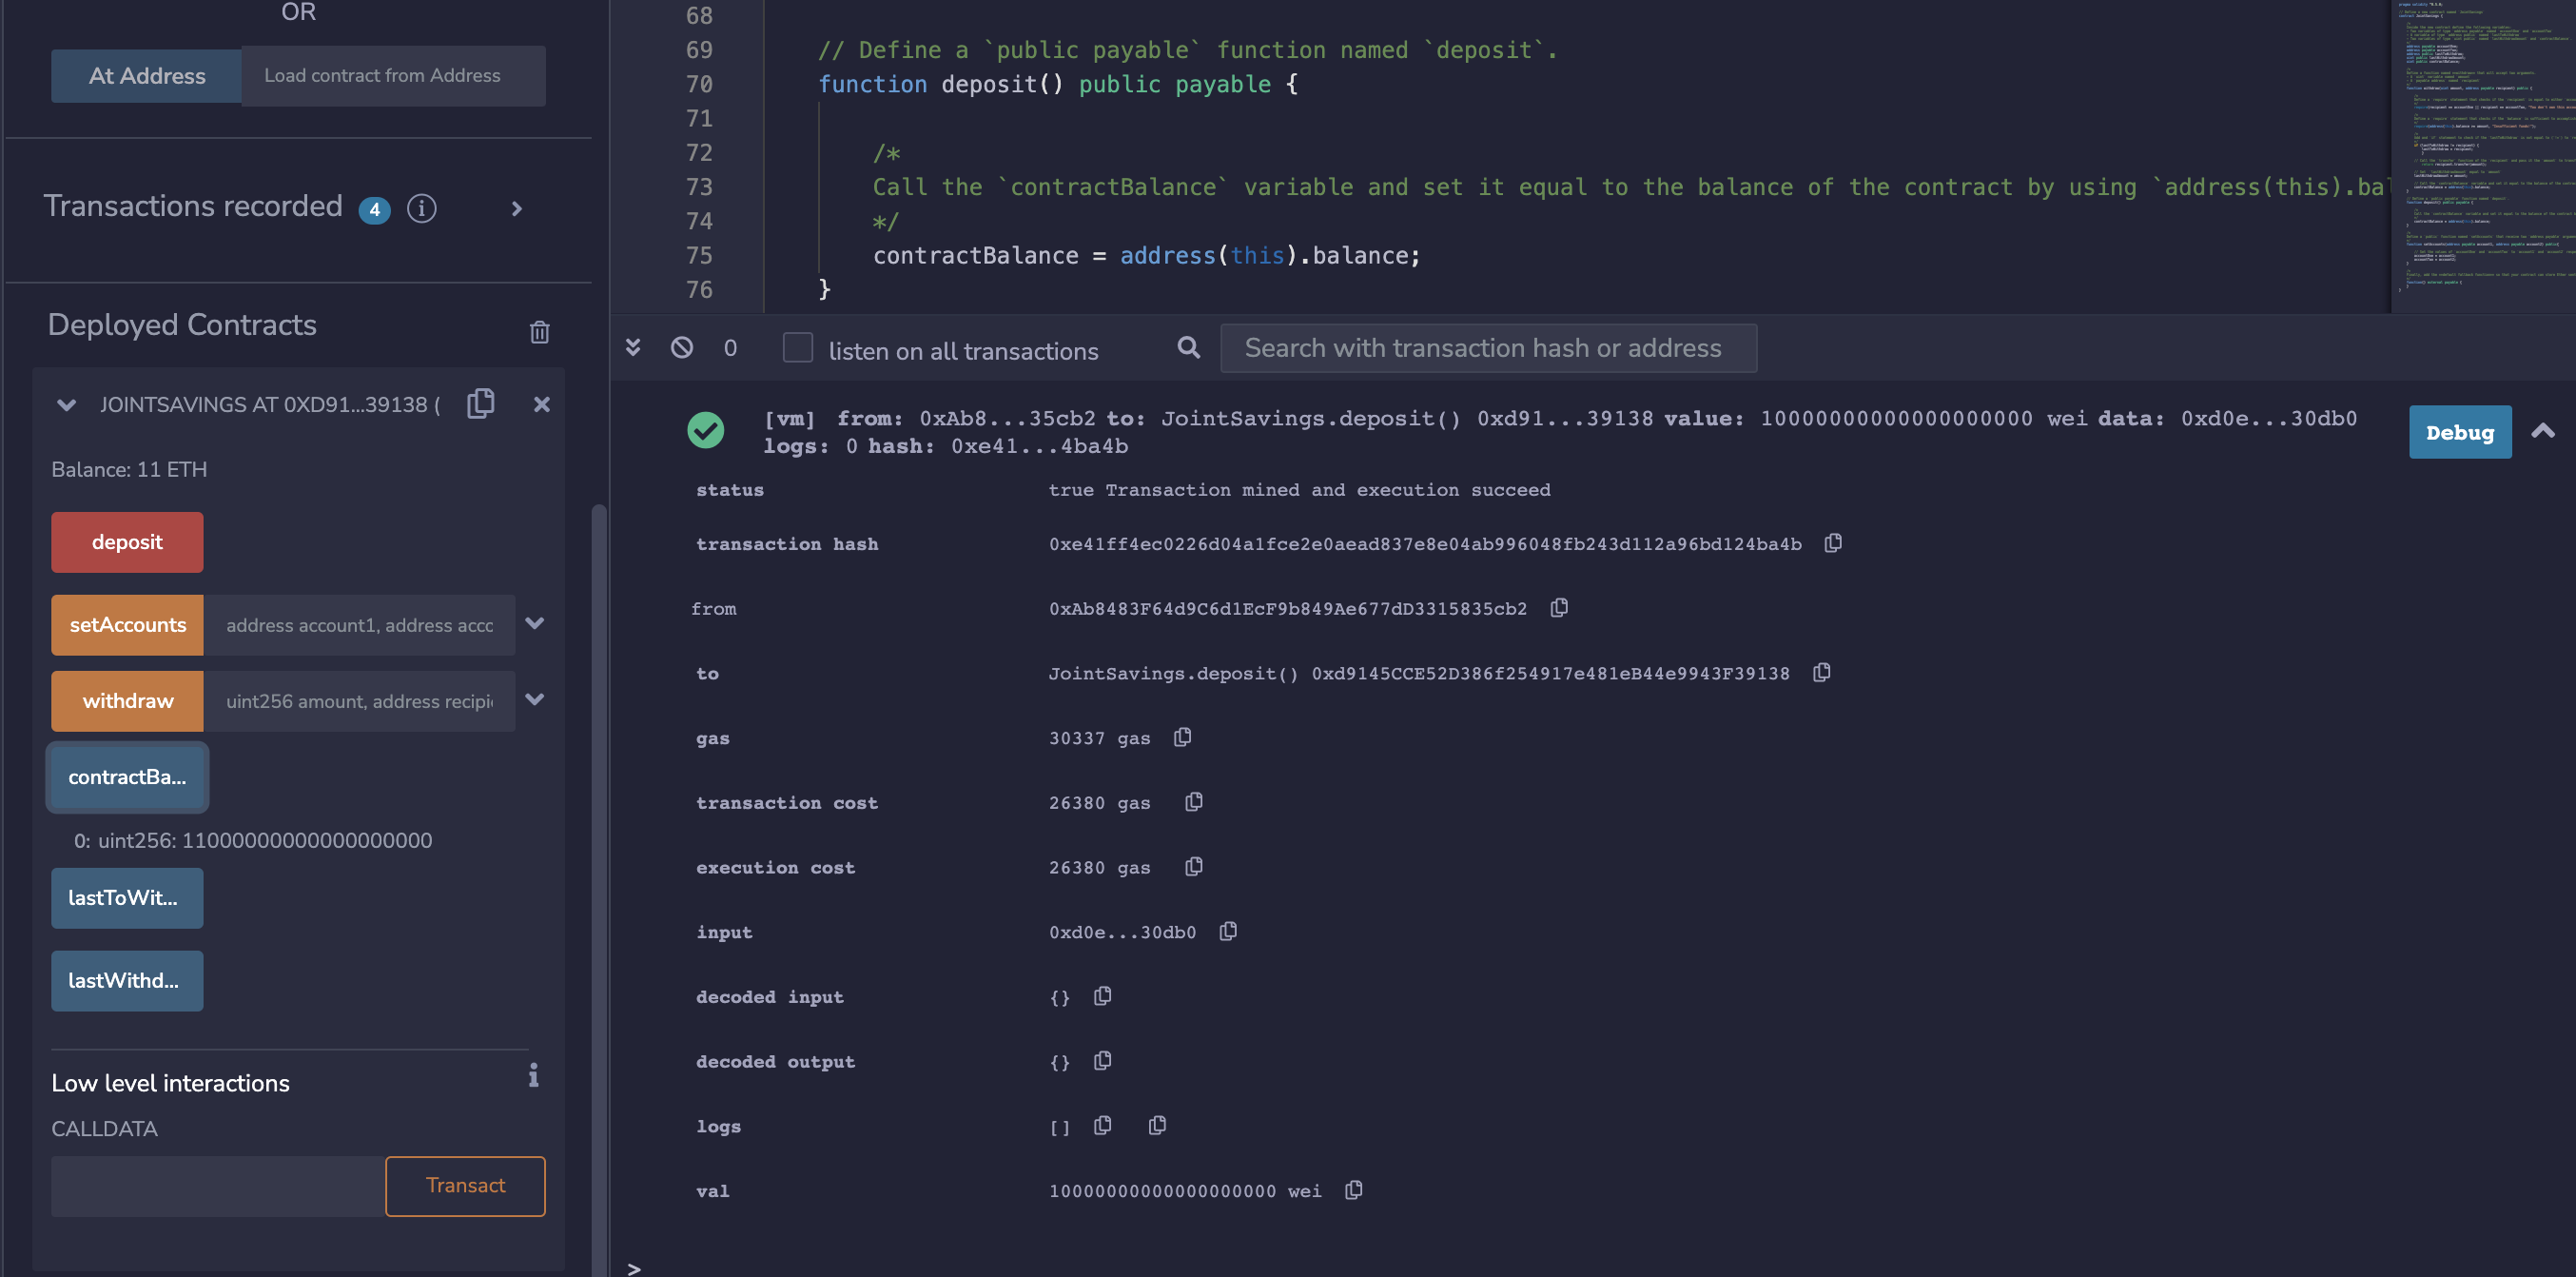 OR
At Address
Load contract from Address
Transactions recorded 4 i
Deployed Contracts
JOINTSAVINGS AT 0XD91...39138 (
Balance: 11 ETH
deposit
setAccounts
address account1, address acco
withdraw
uint256 amount, address recipi
contractBa...
0: uint256: 11000000000000000000
lastToWit...
lastWithd...
Low level interactions
i
CALLDATA
Transact
68
69 // Define a `public payable` function named `deposit`.
70 function deposit() public payable {
71
72 /*
73 Call the `contractBalance` variable and set it equal to the balance of the contract by using `address(this).bal
74 */
75 contractBalance = address(this).balance;
76 }
0
listen on all transactions
Search with transaction hash or address
[vm] from: 0xAb8...35cb2 to: JointSavings.deposit() 0xd91...39138 value: 10000000000000000000 wei data: 0xd0e...30db0
logs: 0 hash: 0xe41...4ba4b
Debug
status true Transaction mined and execution succeed
transaction hash 0xe41ff4ec0226d04a1fce2e0aead837e8e04ab996048fb243d112a96bd124ba4b
from 0xAb8483F64d9C6d1EcF9b849Ae677dD3315835cb2
to JointSavings.deposit() 0xd9145CCE52D386f254917e481eB44e9943F39138
gas 30337 gas
transaction cost 26380 gas
execution cost 26380 gas
input 0xd0e...30db0
decoded input {}
decoded output {}
logs []
val 10000000000000000000 wei
>